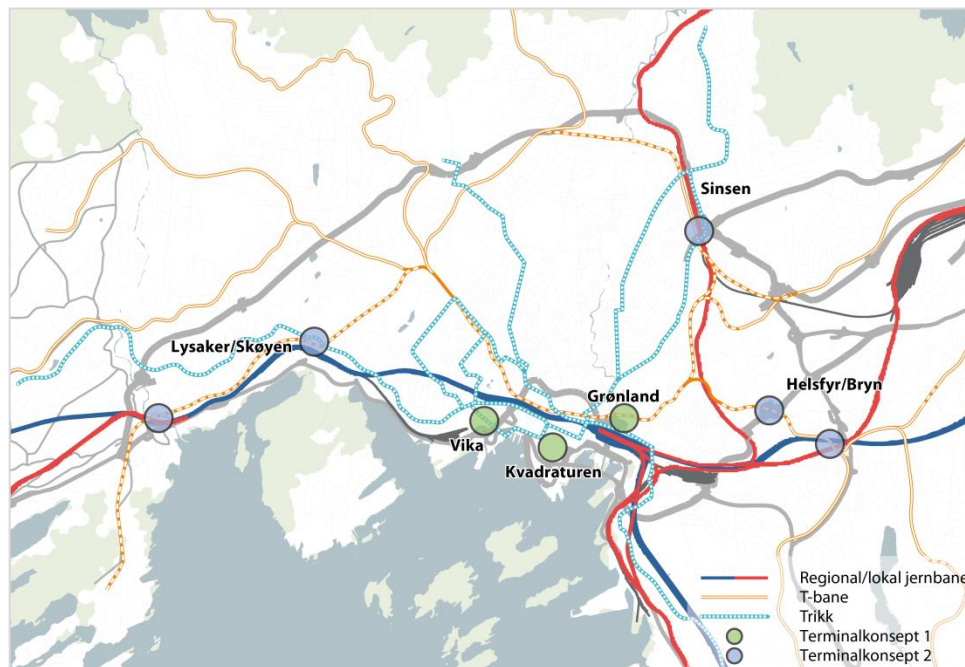 Sinsen
Lysaker/Skøyen
Helsfyr/Bryn
Grønland
Vika
Kvadraturen
Regional/lokal jernbane
T-bane
Trikk
Terminalkonsept 1
Terminalkonsept 2